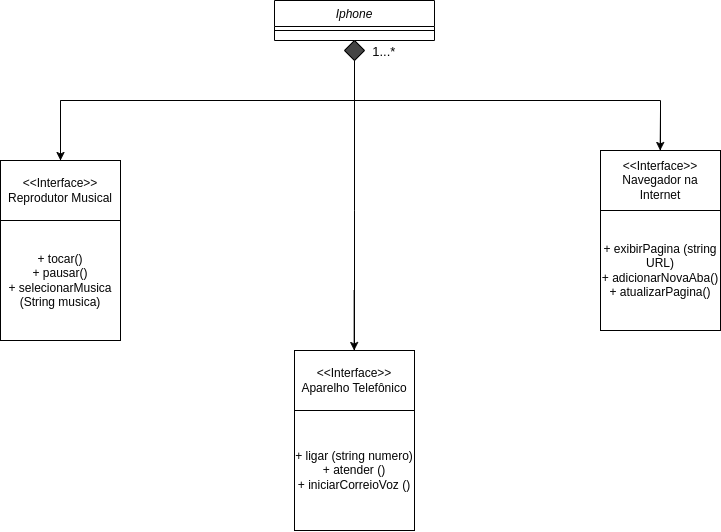 Iphone
1...*
<<Interface>>
Reprodutor Musical
+ tocar()
+ pausar()
+ selecionarMusica
(String musica)
<<Interface>>
Navegador na
Internet
+ exibirPagina (string
URL)
+ adicionarNovaAba()
+ atualizarPagina()
<<Interface>>
Aparelho Telefônico
+ ligar (string numero)
+ atender ()
+ iniciarCorreioVoz ()